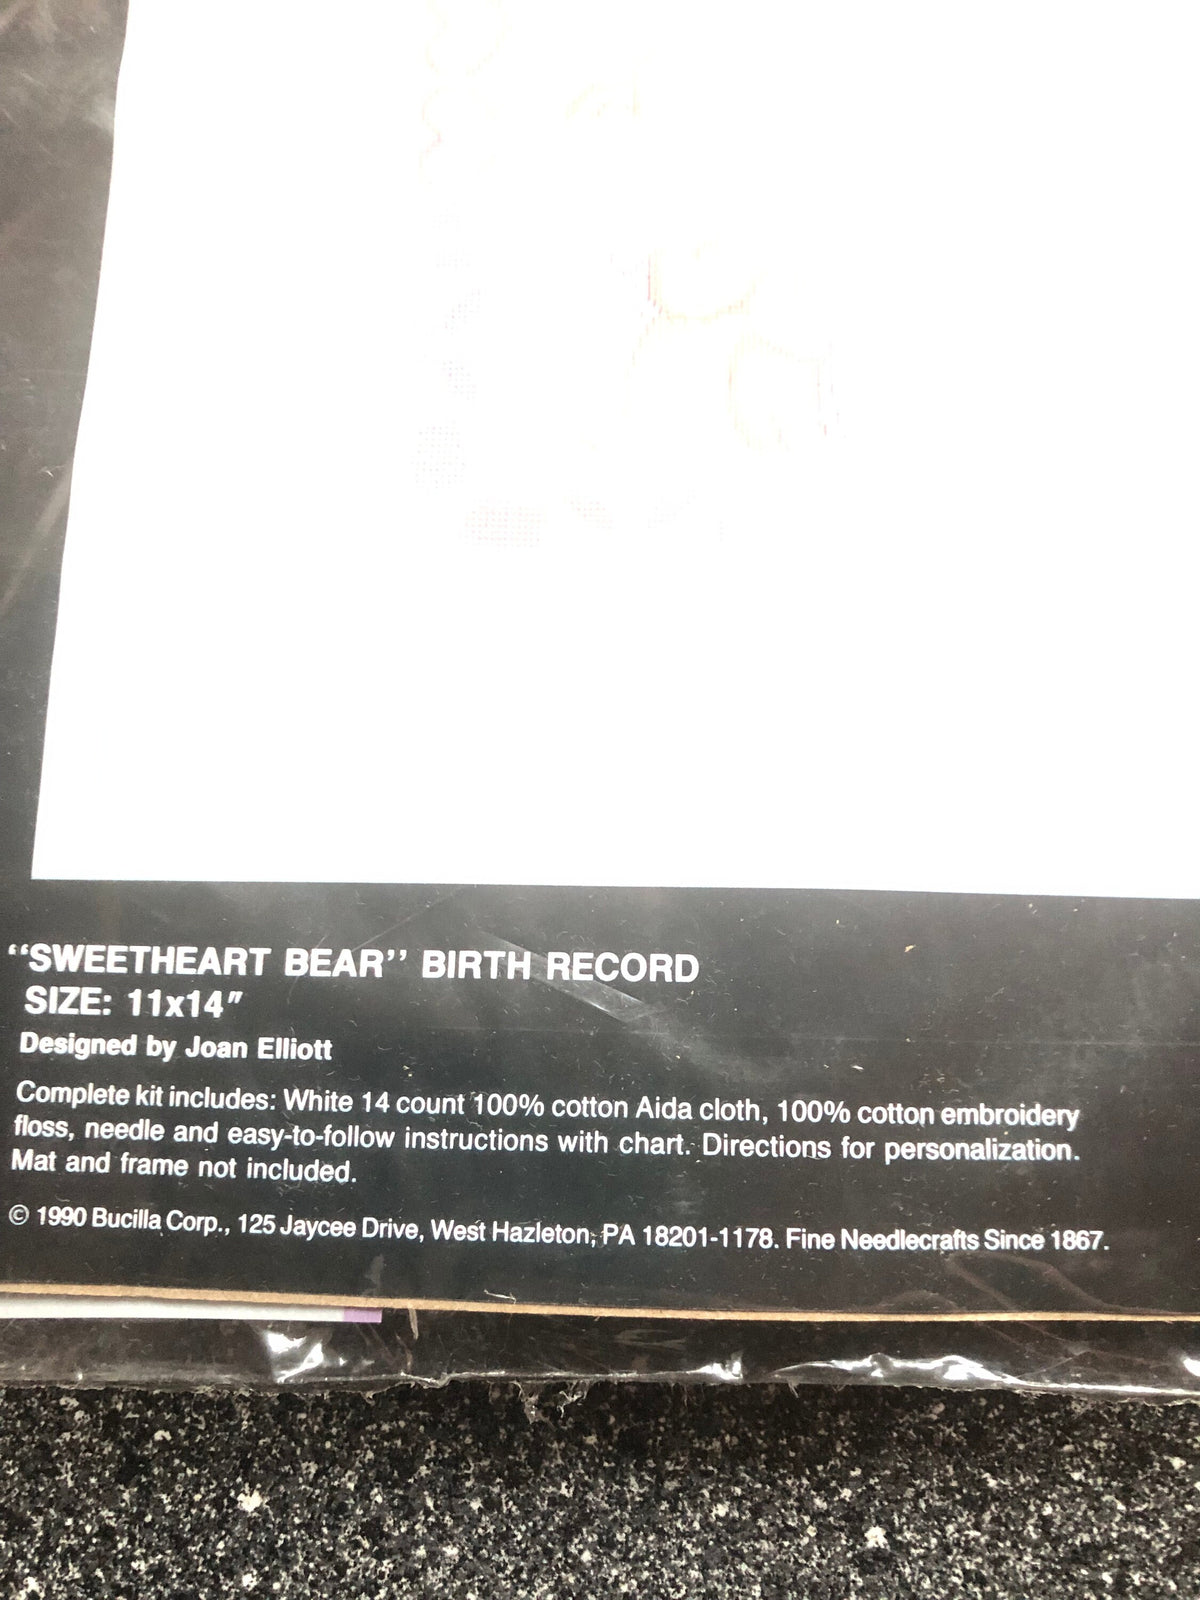 “SWEETHEART BEAR” BIRTH RECORD
SIZE: 11x14”
Designed by Joan Elliott
Complete kit includes: White 14 count 100% cotton Aida cloth, 100% cotton embroidery
floss, needle and easy-to-follow instructions with chart. Directions for personalization.
Mat and frame not included.
© 1990 Bucilla Corp., 125 Jaycee Drive, West Hazleton, PA 18201-1178. Fine Needlecrafts Since 1867.